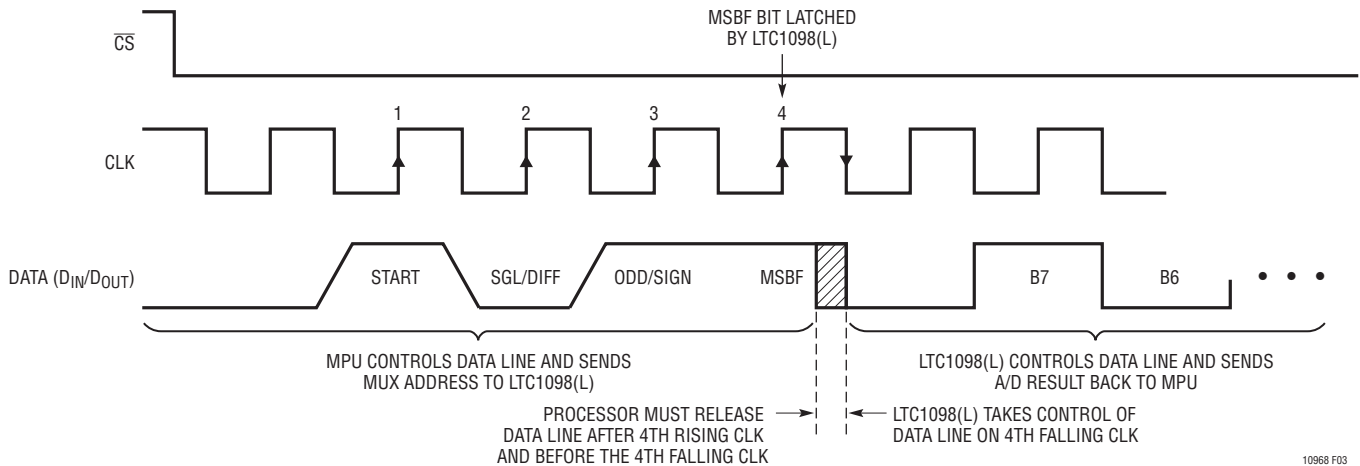 MSBF BIT LATCHED
BY LTC1098(L)
CS
1 2 3 4
CLK
DATA (DIN/DOUT)
START SGL/DIFF ODD/SIGN MSBF B7 B6 • • •
MPU CONTROLS DATA LINE AND SENDS
MUX ADDRESS TO LTC1098(L)
LTC1098(L) CONTROLS DATA LINE AND SENDS
A/D RESULT BACK TO MPU
PROCESSOR MUST RELEASE
DATA LINE AFTER 4TH RISING CLK
AND BEFORE THE 4TH FALLING CLK
LTC1098(L) TAKES CONTROL OF
DATA LINE ON 4TH FALLING CLK
10968 F03